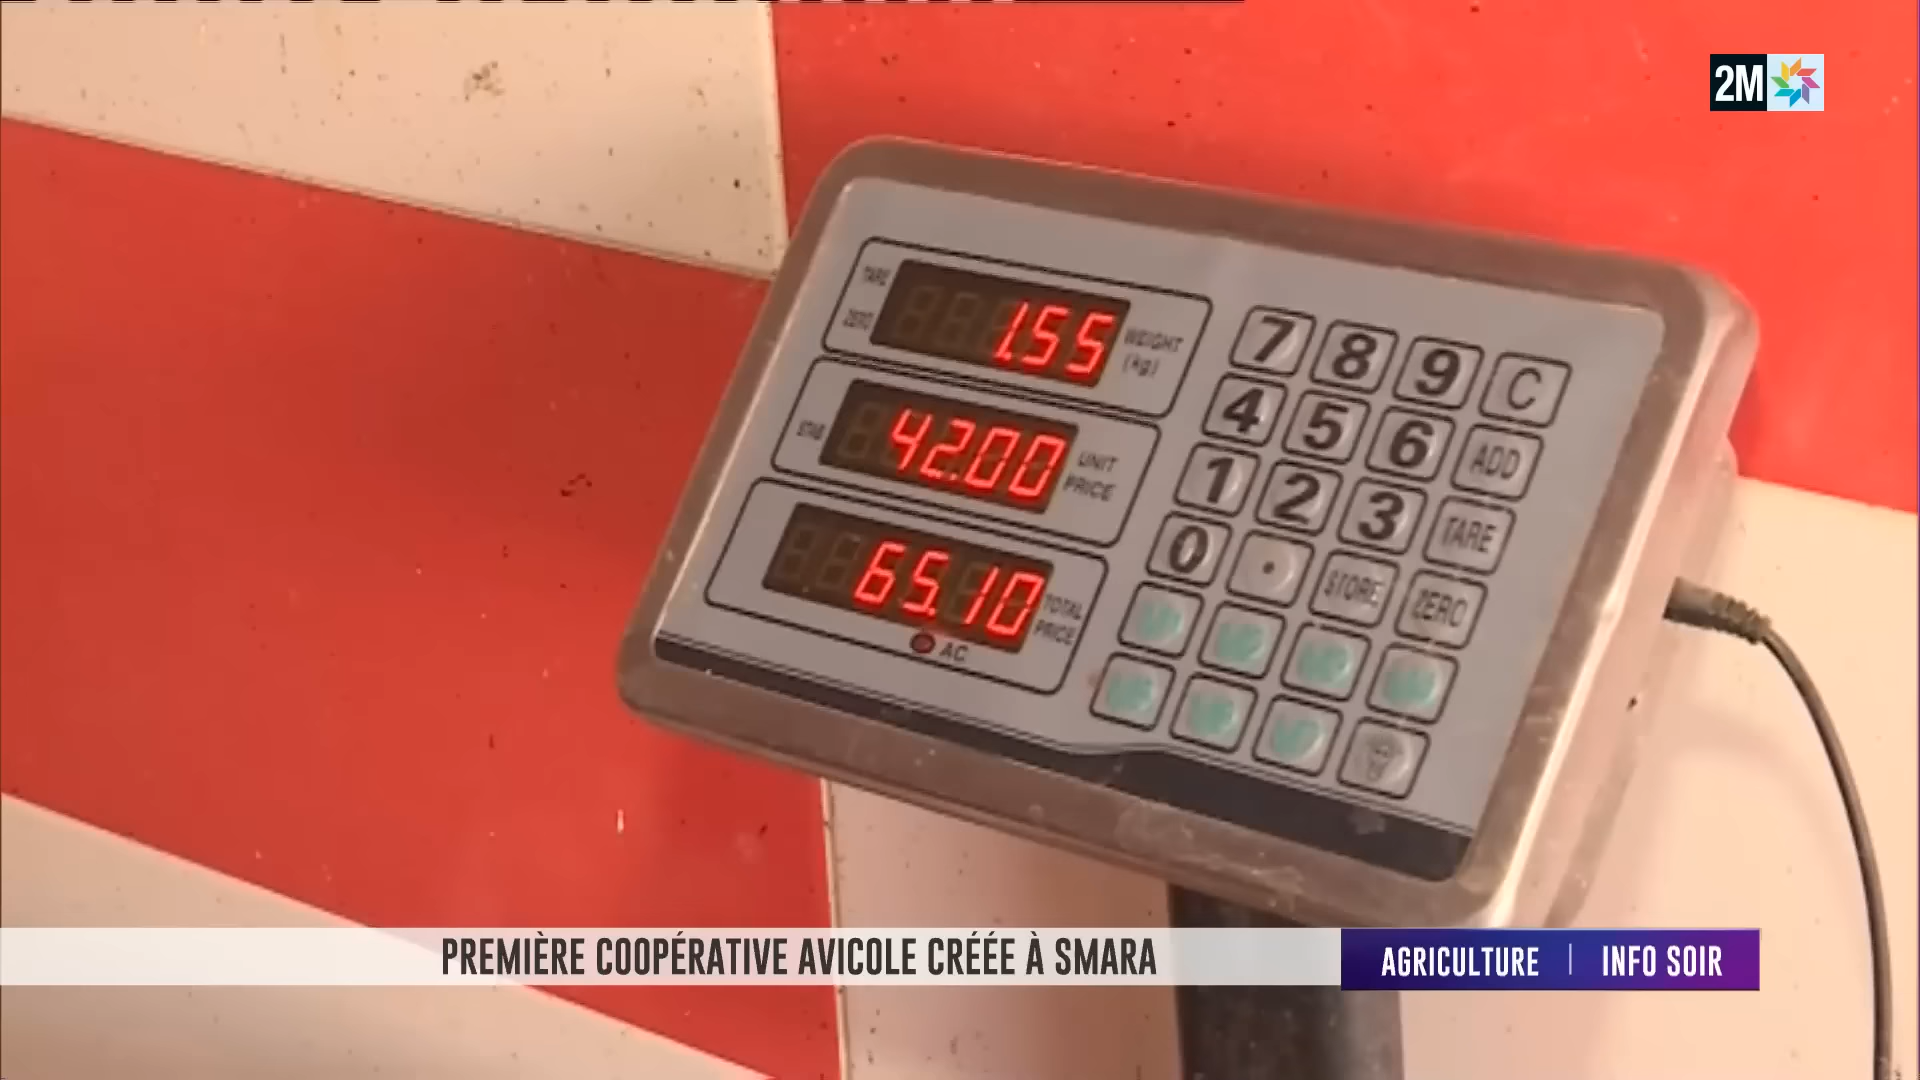 2M
TARE
ZERO
1.55
WEIGHT
(kg)
STAB
42.00
UNIT
PRICE
65.10
TOTAL
PRICE
AC
7 8 9 C
4 5 6 ADD
1 2 3 TARE
0 . STORE ZERO
PREMIÈRE COOPÉRATIVE AVICOLE CRÉÉE À SMARA
AGRICULTURE | INFO SOIR